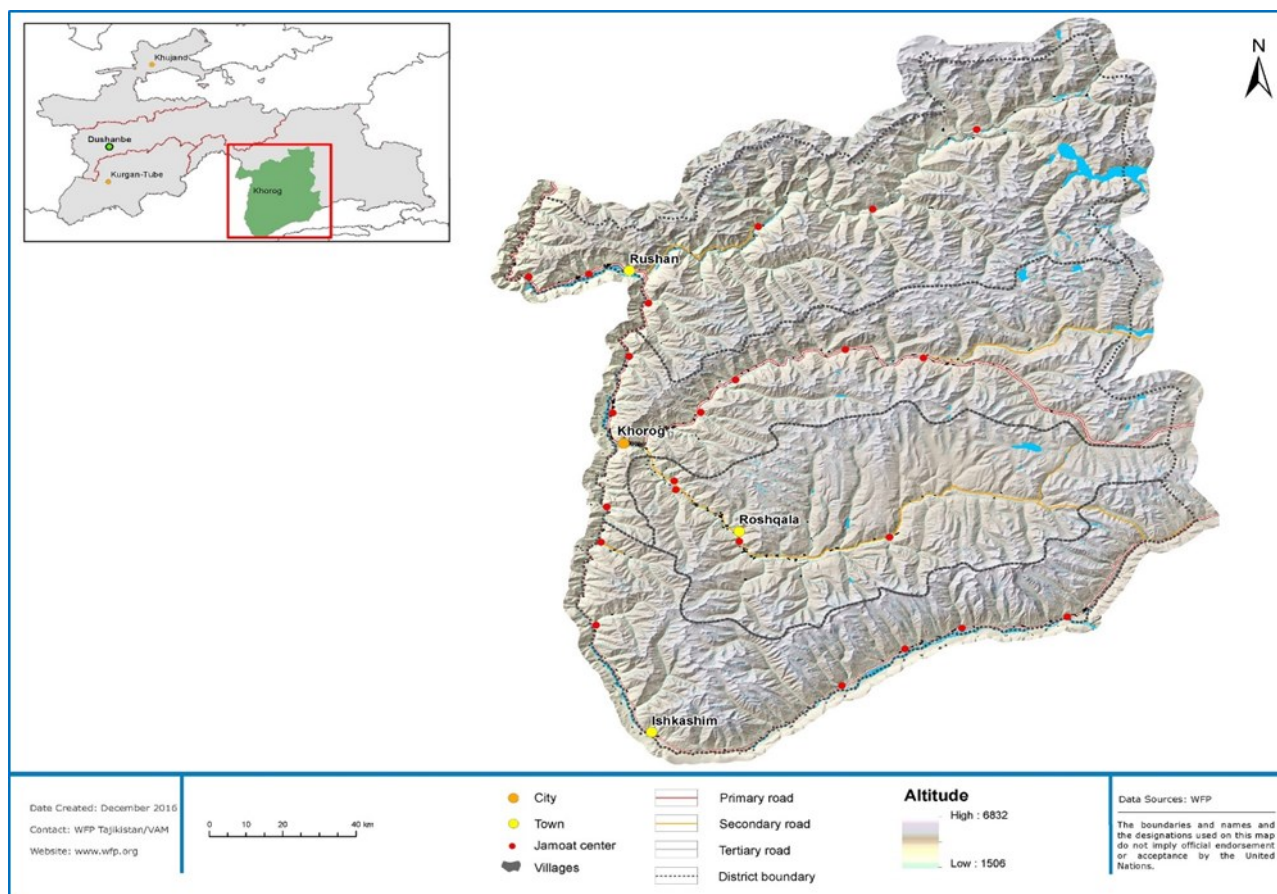 Khujand
Dushanbe
Kurgan-Tube
Khorog
N
Rushan
Khorog
Roshqala
Ishkashim
Date Created: December 2016
Contact: WFP Tajikistan/VAM
Website: www.wfp.org
0 10 20 40 km
City
Town
Jamoat center
Villages
Primary road
Secondary road
Tertiary road
District boundary
Altitude
High : 6832
Low : 1506
Data Sources: WFP
The boundaries and names and
the designations used on this map
do not imply official endorsement
or acceptance by the United
Nations.